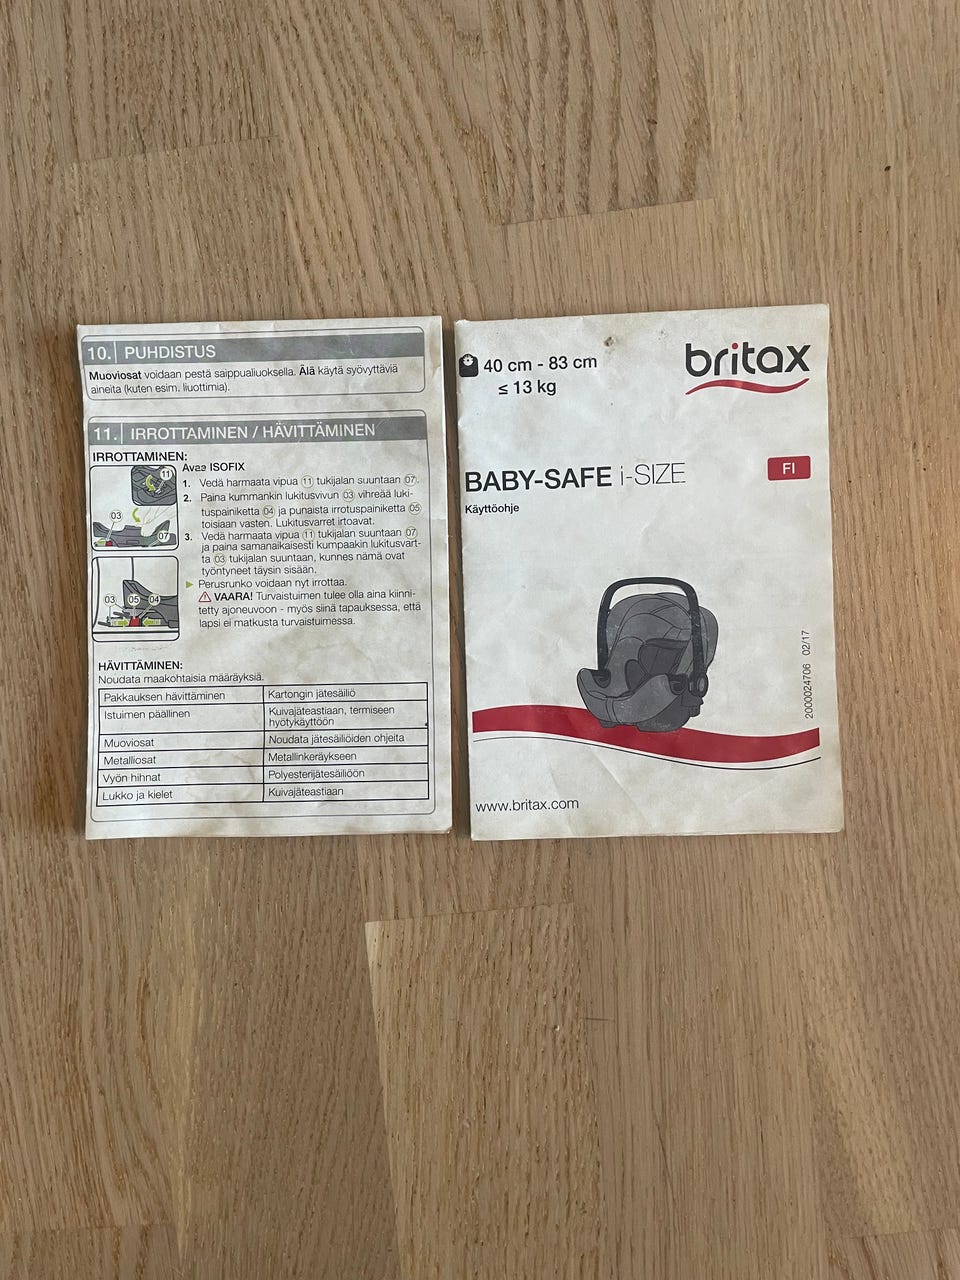 10. PUHDISTUS
Muoviosat voidaan pestä saippualiuoksella. Älä käytä syövyttäviä
aineita (kuten esim. liuottimia).
11. IRROTTAMINEN / HÄVITTÄMINEN
IRROTTAMINEN:
Avaa ISOFIX
1. Vedä harmaata vipua 11 tukijalan suuntaan 07.
2. Paina kummankin lukitusvivun 03 vihreää luki-
tuspainiketta 04 ja punaista irrotuspainiketta 05
toisiaan vasten. Lukitusvarret irtoavat.
3. Vedä harmaata vipua 11 tukijalan suuntaan 07
ja paina samanaikaisesti kumpaakin lukitusvart-
ta 03 tukijalan suuntaan, kunnes nämä ovat
työntyneet täysin sisään.
Perusrunko voidaan nyt irrottaa.
VAARA! Turvaistuimen tulee olla aina kiinni-
tetty ajoneuvoon - myös siinä tapauksessa, että
lapsi ei matkusta turvaistuimessa.
11
03
07
03 05 04
HÄVITTÄMINEN:
Noudata maakohtaisia määräyksiä.
Pakkauksen hävittäminen Kartongin jätesäiliö
Istuimen päällinen Kuivajäteastiaan, termiseen
hyötykäyttöön
Muoviosat Noudata jätesäiliöiden ohjeita
Metalliosat Metallinkeräykseen
Vyön hihnat Polyesterijätesäiliöön
Lukko ja kielet Kuivajäteastiaan
40 cm - 83 cm
≤ 13 kg
britax
BABY-SAFE i-SIZE
FI
Käyttöohje
2000024706 02/17
www.britax.com